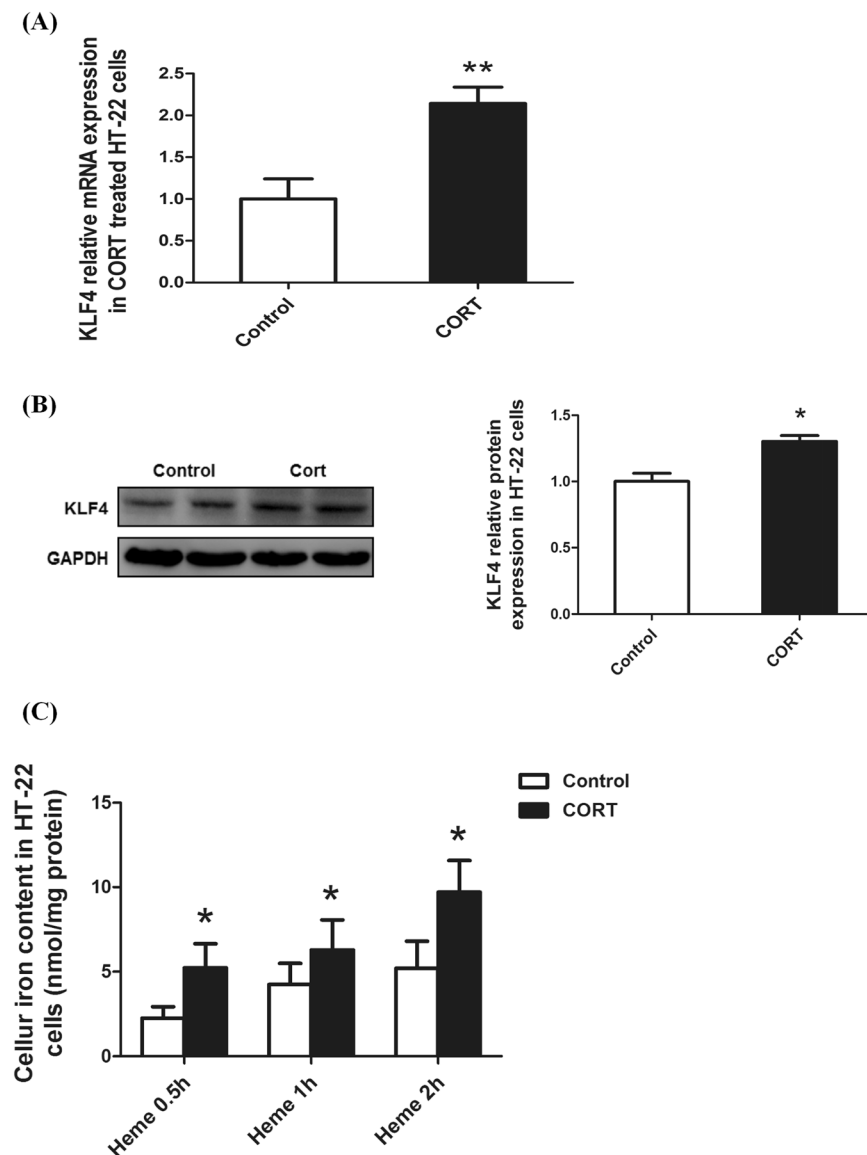 (A)
KLF4 relative mRNA expression
in CORT treated HT-22 cells
2.5
2.0
1.5
1.0
0.5
0.0
**
Control
CORT
(B)
Control Cort
KLF4
GAPDH
KLF4 relative protein
expression in HT-22 cells
1.5
1.0
0.5
0.0
*
Control
CORT
(C)
Cellur iron content in HT-22
cells (nmol/mg protein)
15
10
5
0
*
*
*
Heme 0.5h
Heme 1h
Heme 2h
Control
CORT